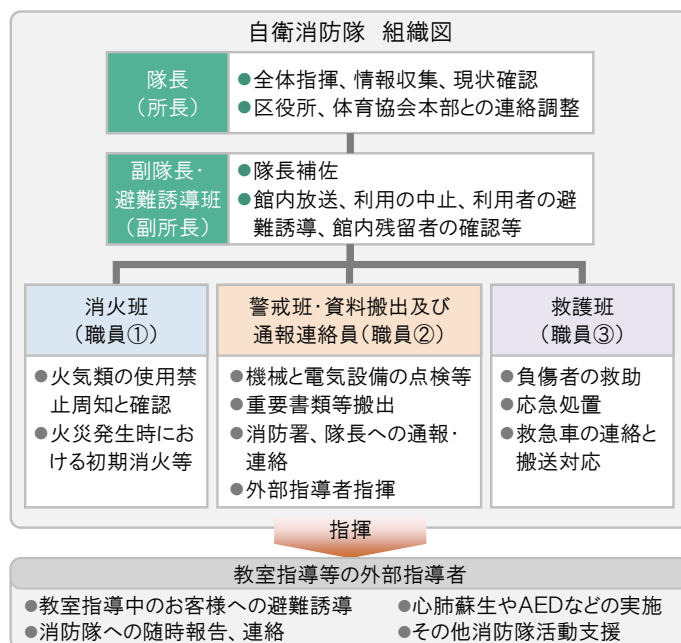 自衛消防隊 組織図
隊長
（所長）
●全体指揮、情報収集、現状確認
●区役所、体育協会本部との連絡調整
副隊長・
避難誘導班
（副所長）
●隊長補佐
●館内放送、利用の中止、利用者の避
難誘導、館内残留者の確認等
消火班
（職員①）
●火気類の使用禁
止周知と確認
●火災発生時にお
ける初期消火等
警戒班・資料搬出及び
通報連絡員（職員②）
●機械と電気設備の点検等
●重要書類等搬出
●消防署、隊長への通報・
連絡
●外部指導者指揮
救護班
（職員③）
●負傷者の救助
●応急処置
●救急車の連絡と
搬送対応
指揮
教室指導等の外部指導者
●教室指導中のお客様への避難誘導
●消防隊への随時報告、連絡
●心肺蘇生やAEDなどの実施
●その他消防隊活動支援